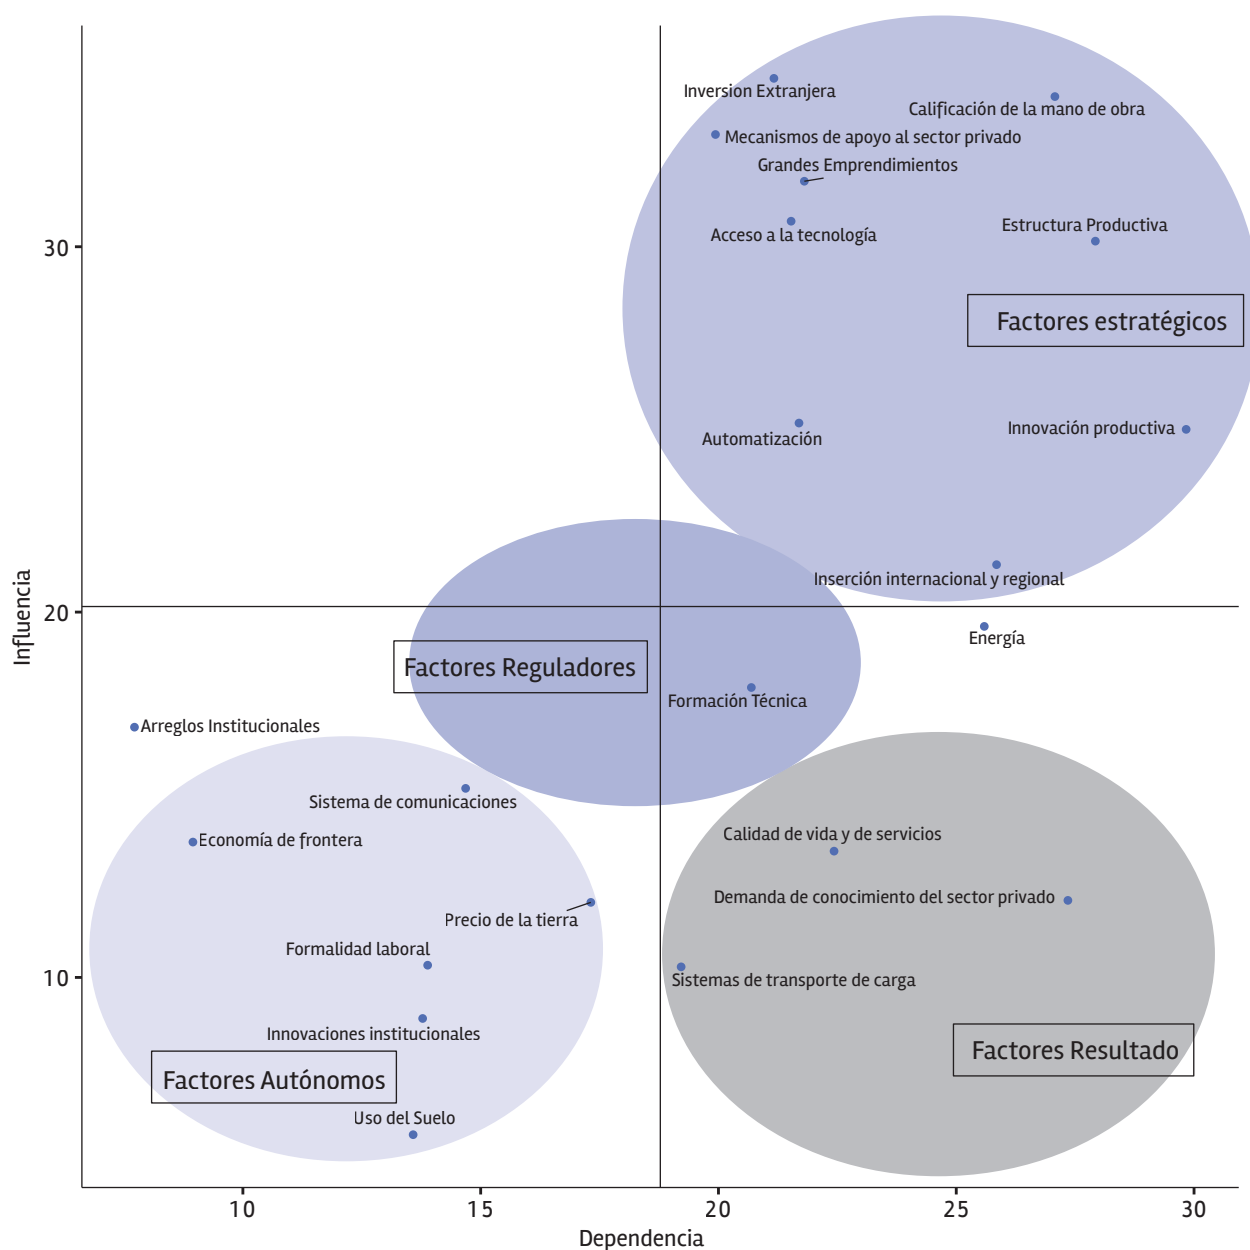 Inversion Extranjera
Calificación de la mano de obra
Mecanismos de apoyo al sector privado
Grandes Emprendimientos
Estructura Productiva
Acceso a la tecnología
30
Factores estratégicos
Innovación productiva
Automatización
Inserción internacional y regional
Influencia
20
Energía
Factores Reguladores
Formación Técnica
Arreglos Institucionales
Sistema de comunicaciones
Calidad de vida y de servicios
Economía de frontera
Demanda de conocimiento del sector privado
Precio de la tierra
Formalidad laboral
10
Sistemas de transporte de carga
Innovaciones institucionales
Factores Resultado
Factores Autónomos
Uso del Suelo
10
15
20
25
30
Dependencia